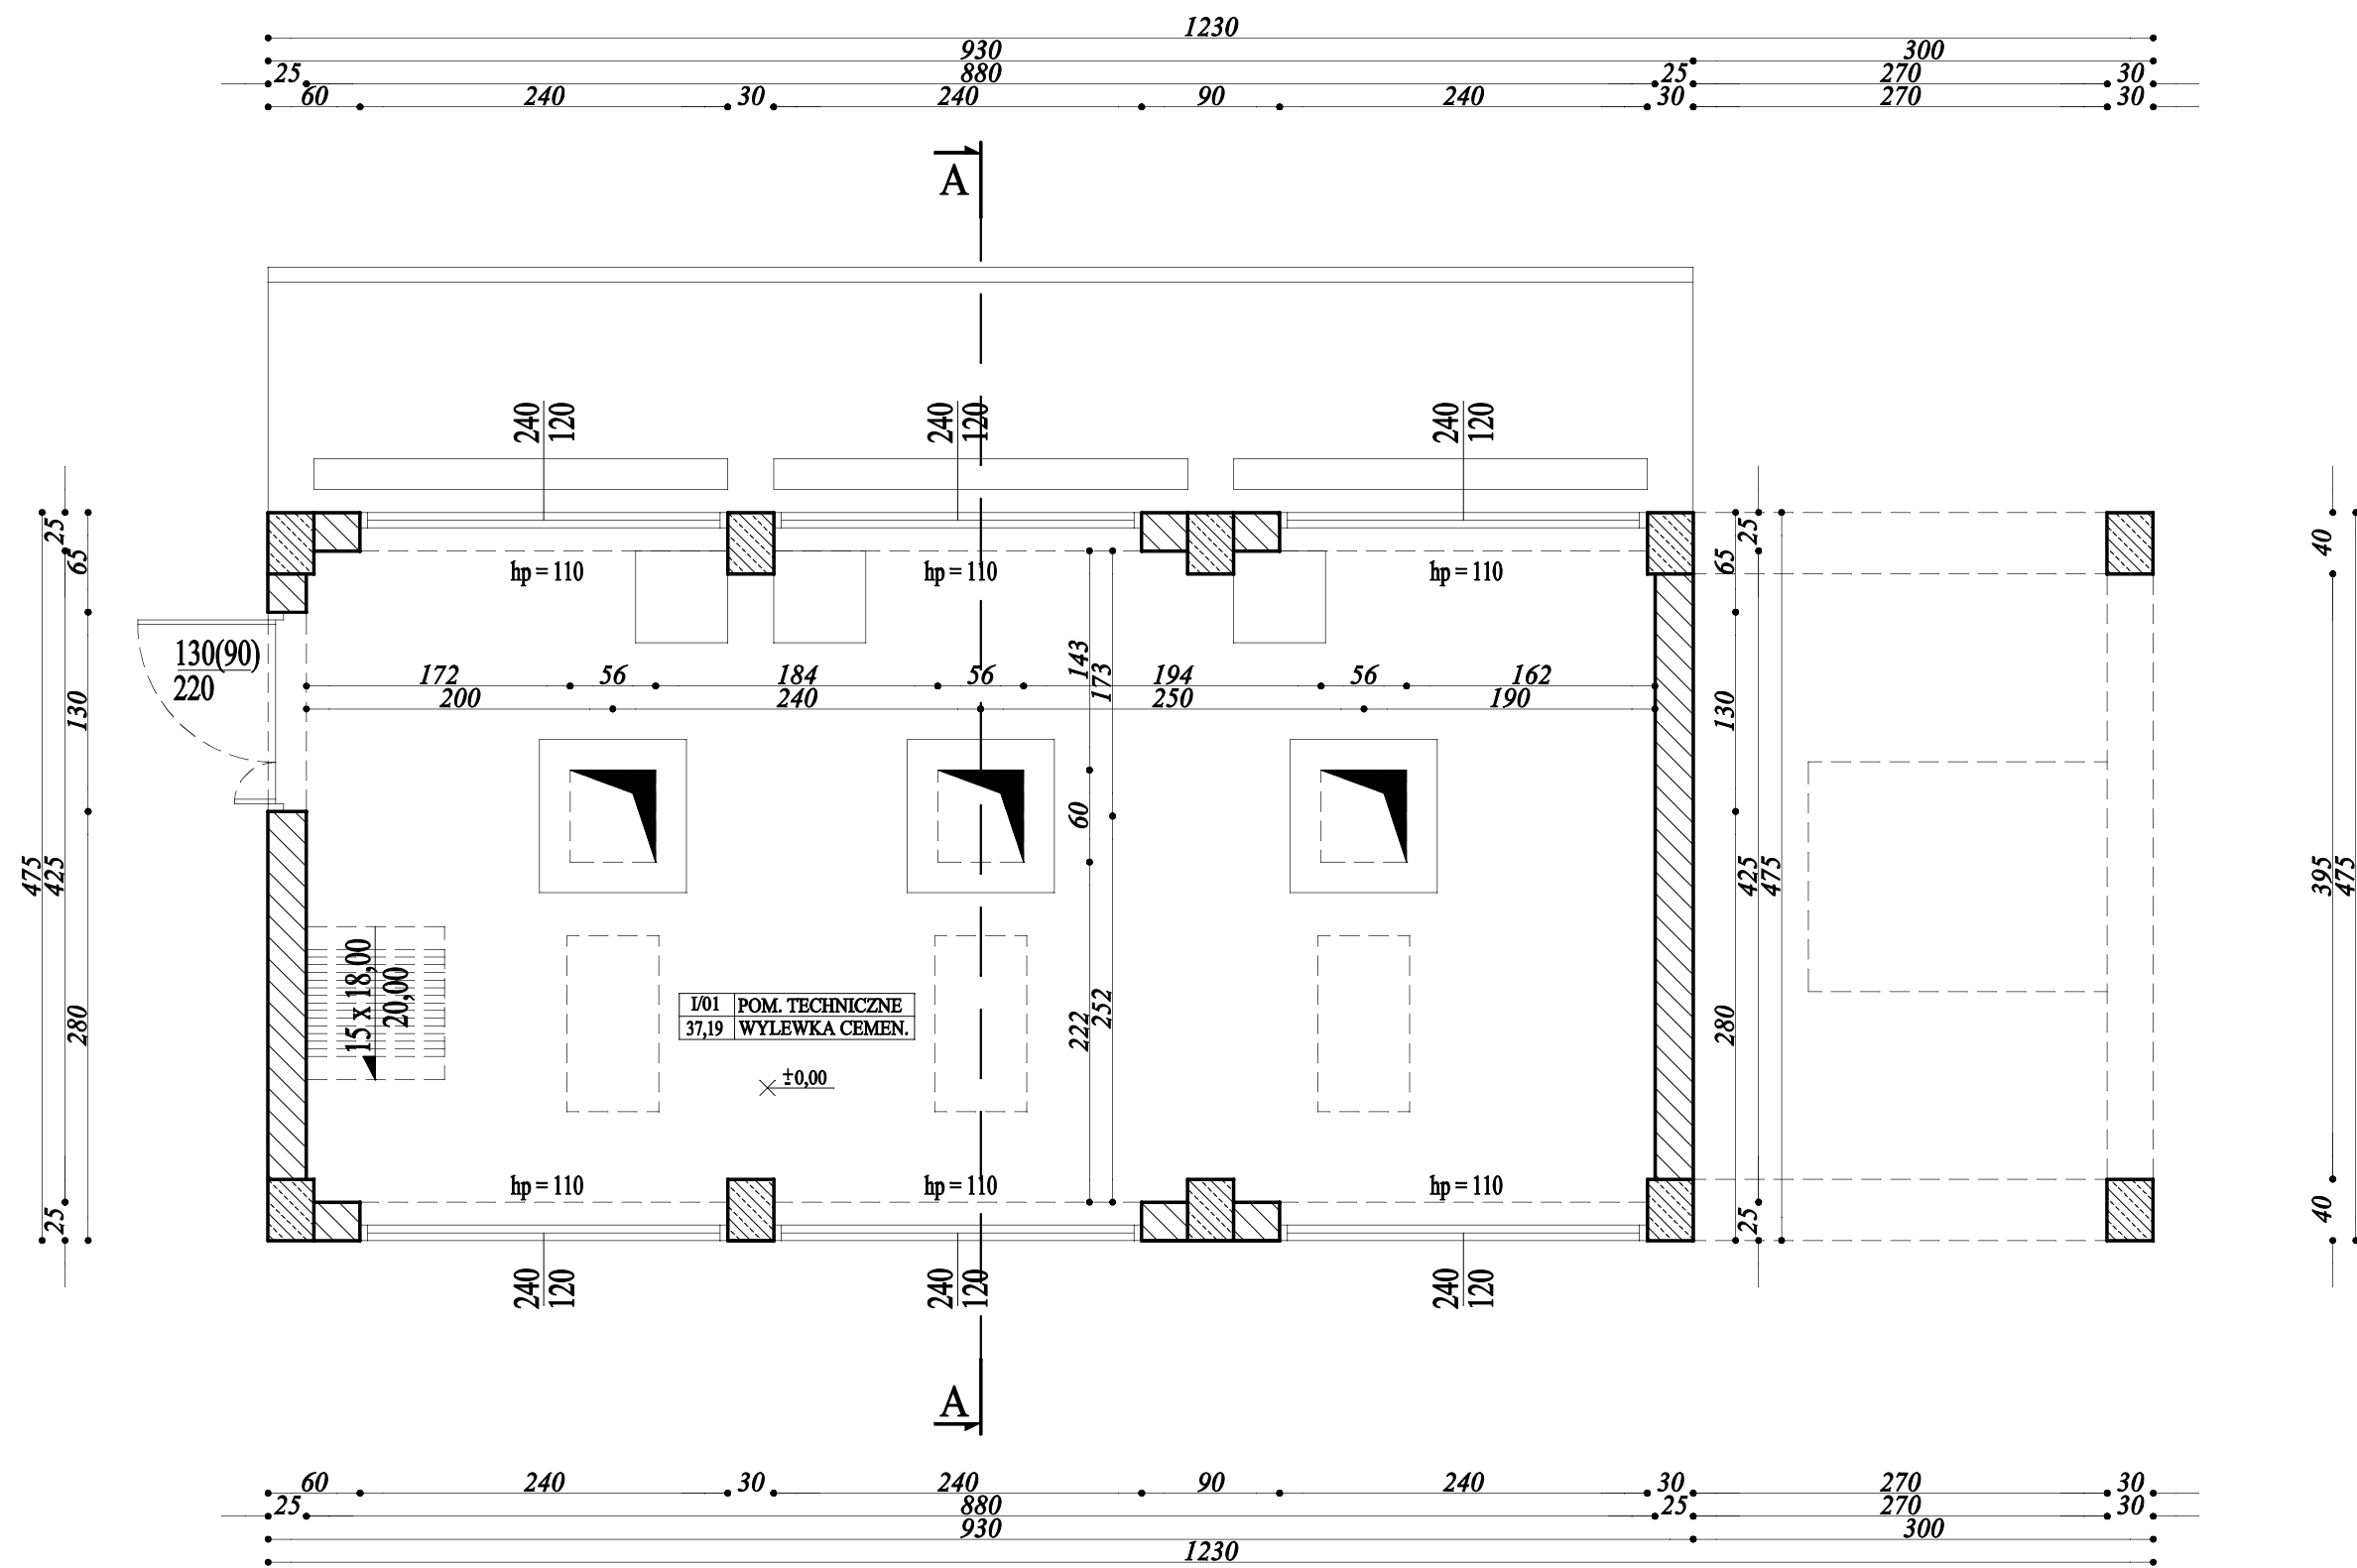 1230
930 300
25 880 25 270 30
60 240 30 240 90 240 30 270 30
A
240 120 240 120 240 120
25 25 40
65 65
hp = 110 hp = 110 hp = 110
130(90)
220
172 56 184 56 194 56 162
200 240 250 190
143 173
130 130
60
475 425 425 475 395 475
15 x 18,00
20,00
280 222 252 280
I/01 POM. TECHNICZNE
37,19 WYLEWKA CEMEN.
±0,00
hp = 110 hp = 110 hp = 110
25 25 40
240 120 240 120 240 120
A
60 240 30 240 90 240 30 270 30
25 880 25 270 30
930 300
1230